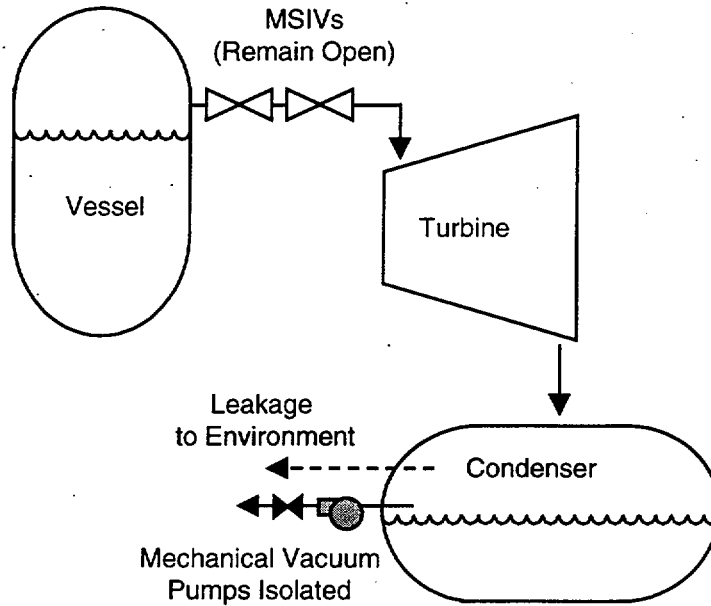 MSIVs
(Remain Open)
Vessel
Turbine
Leakage
to Environment
Condenser
Mechanical Vacuum
Pumps Isolated